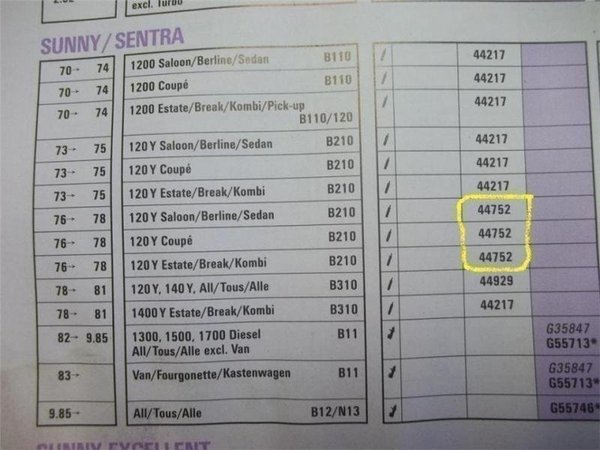 excl. Turbo
SUNNY/SENTRA
70→ 74 1200 Saloon/Berline/Sedan B110 44217
70→ 74 1200 Coupé B110 44217
70→ 74 1200 Estate/Break/Kombi/Pick-up 44217
B110/120
73→ 75 120 Y Saloon/Berline/Sedan B210 44217
73→ 75 120 Y Coupé B210 44217
73→ 75 120 Y Estate/Break/Kombi B210 44217
76→ 78 120 Y Saloon/Berline/Sedan B210 44752
76→ 78 120 Y Coupé B210 44752
76→ 78 120 Y Estate/Break/Kombi B210 44752
78→ 81 120 Y, 140 Y, All/Tous/Alle B310 44929
78→ 81 1400 Y Estate/Break/Kombi B310 44217
82→ 9.85 1300, 1500, 1700 Diesel B11 G35847
All/Tous/Alle excl. Van G55713*
83→ Van/Fourgonette/Kastenwagen B11 G35847
G55713*
9.85→ All/Tous/Alle B12/N13 G55746*
SUNNY EXCELLENT